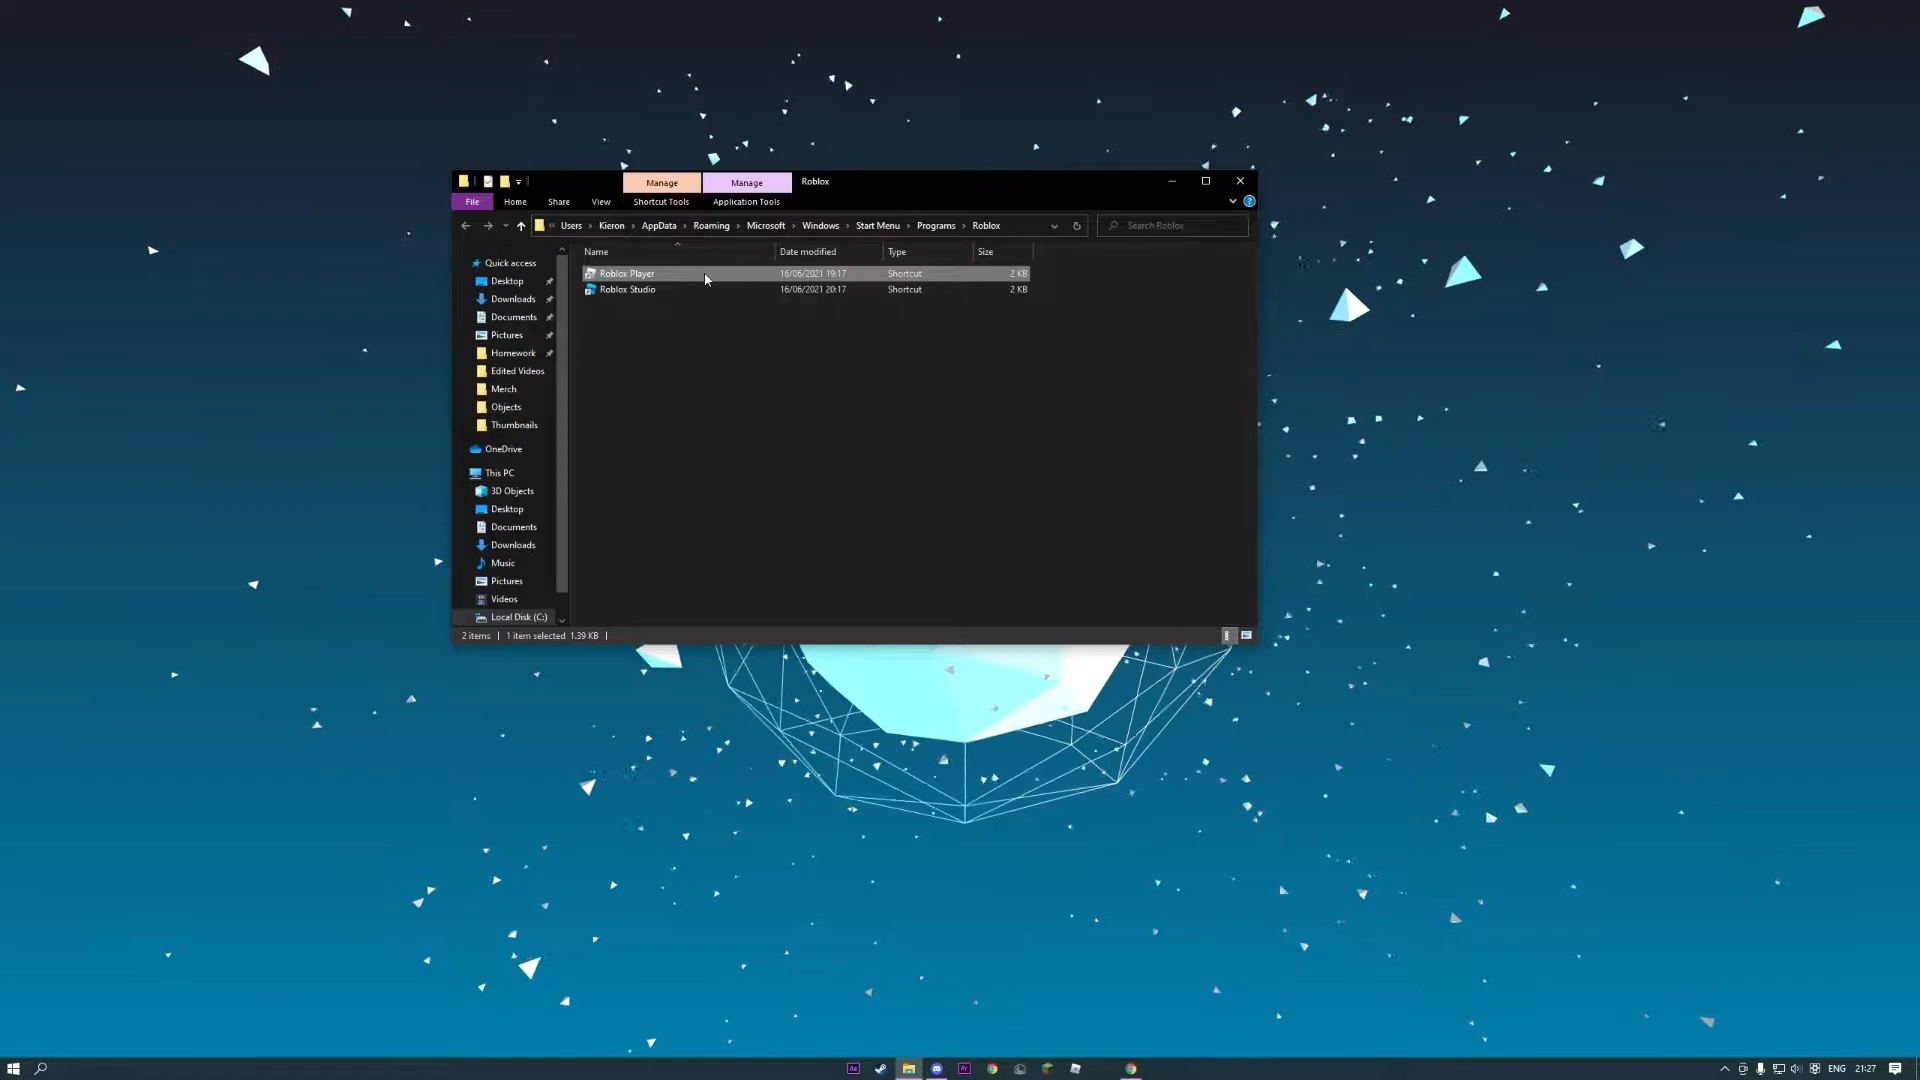 Manage Manage Roblox
File Home Share View Shortcut Tools Application Tools
Users Kieron AppData Roaming Microsoft Windows Start Menu Programs Roblox Search Roblox
Name Date modified Type Size
Roblox Player 16/06/2021 19:17 Shortcut 2 KB
Roblox Studio 16/06/2021 20:17 Shortcut 2 KB
Quick access
Desktop
Downloads
Documents
Pictures
Homework
Edited Videos
Merch
Objects
Thumbnails
OneDrive
This PC
3D Objects
Desktop
Documents
Downloads
Music
Pictures
Videos
Local Disk (C:)
2 items 1 item selected 1.39 KB
Ae Pr ENG 21:27